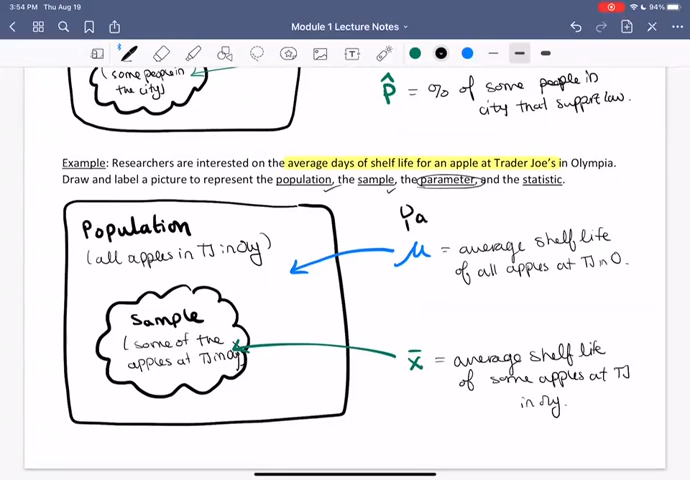 3:54 PM Thu Aug 19
94%
Module 1 Lecture Notes
(some people in
the city)
p̂ = % of some people in
city that support law.
Example: Researchers are interested on the average days of shelf life for an apple at Trader Joe's in Olympia.
Draw and label a picture to represent the population, the sample, the parameter, and the statistic.
Population
(all apples in TJ in Oly)
μ = average shelf life
of all apples at TJ in O.
Sample
(some of the
apples at TJ in Oly)
x̄ = average shelf life
of some apples at TJ
in Oly.